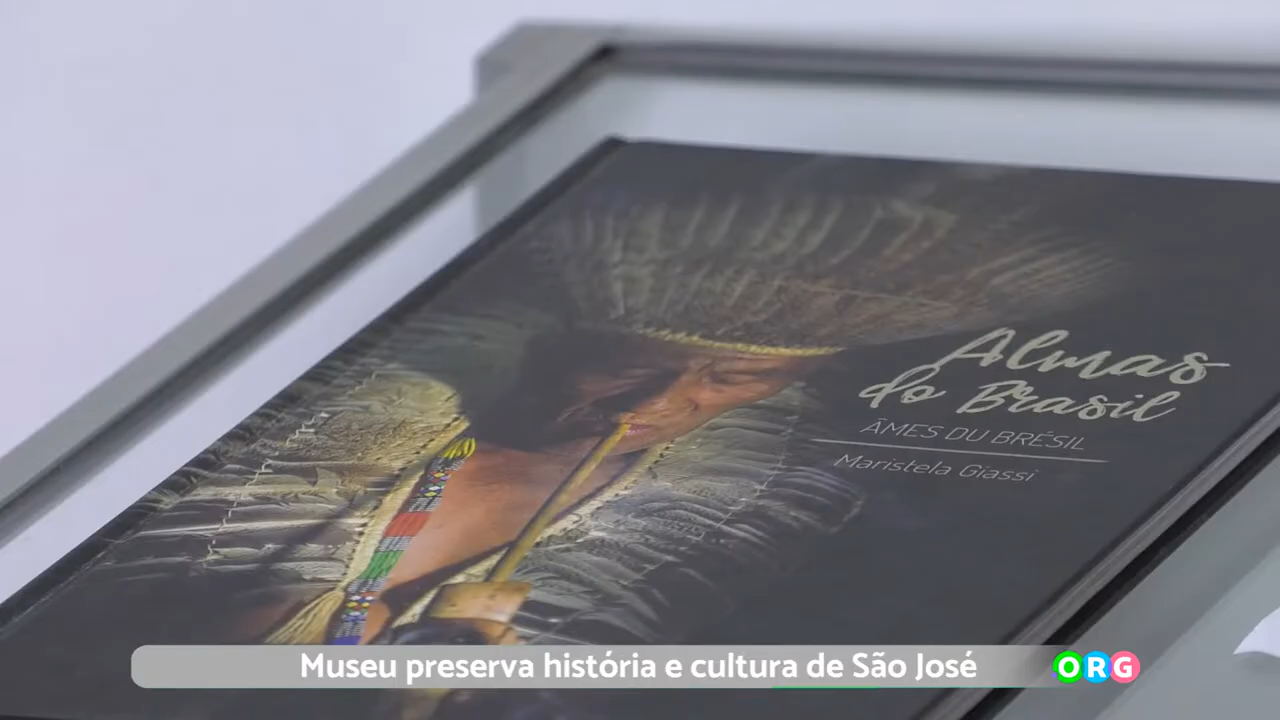 Almas
do Brasil
ÂMES DU BRÉSIL
Maristela Giassi
Museu preserva história e cultura de São José
ORG